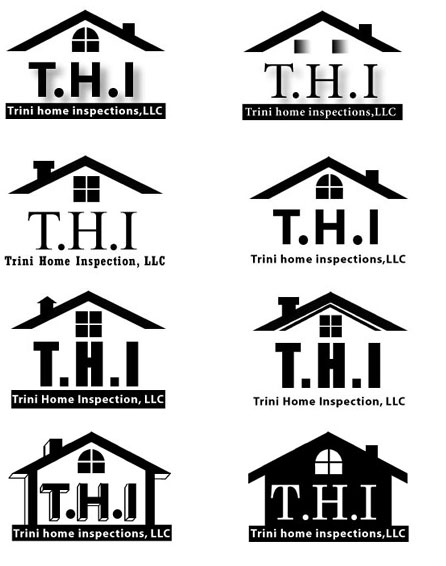 T.H.I
Trini home inspections,LLC
T.H.I
Trini home inspections,LLC
T.H.I
Trini Home Inspection, LLC
T.H.I
Trini home inspections,LLC
T.H.I
Trini Home Inspection, LLC
T.H.I
Trini Home Inspection, LLC
T.H.I
Trini home inspections, LLC
T.H.I
Trini home inspections, LLC